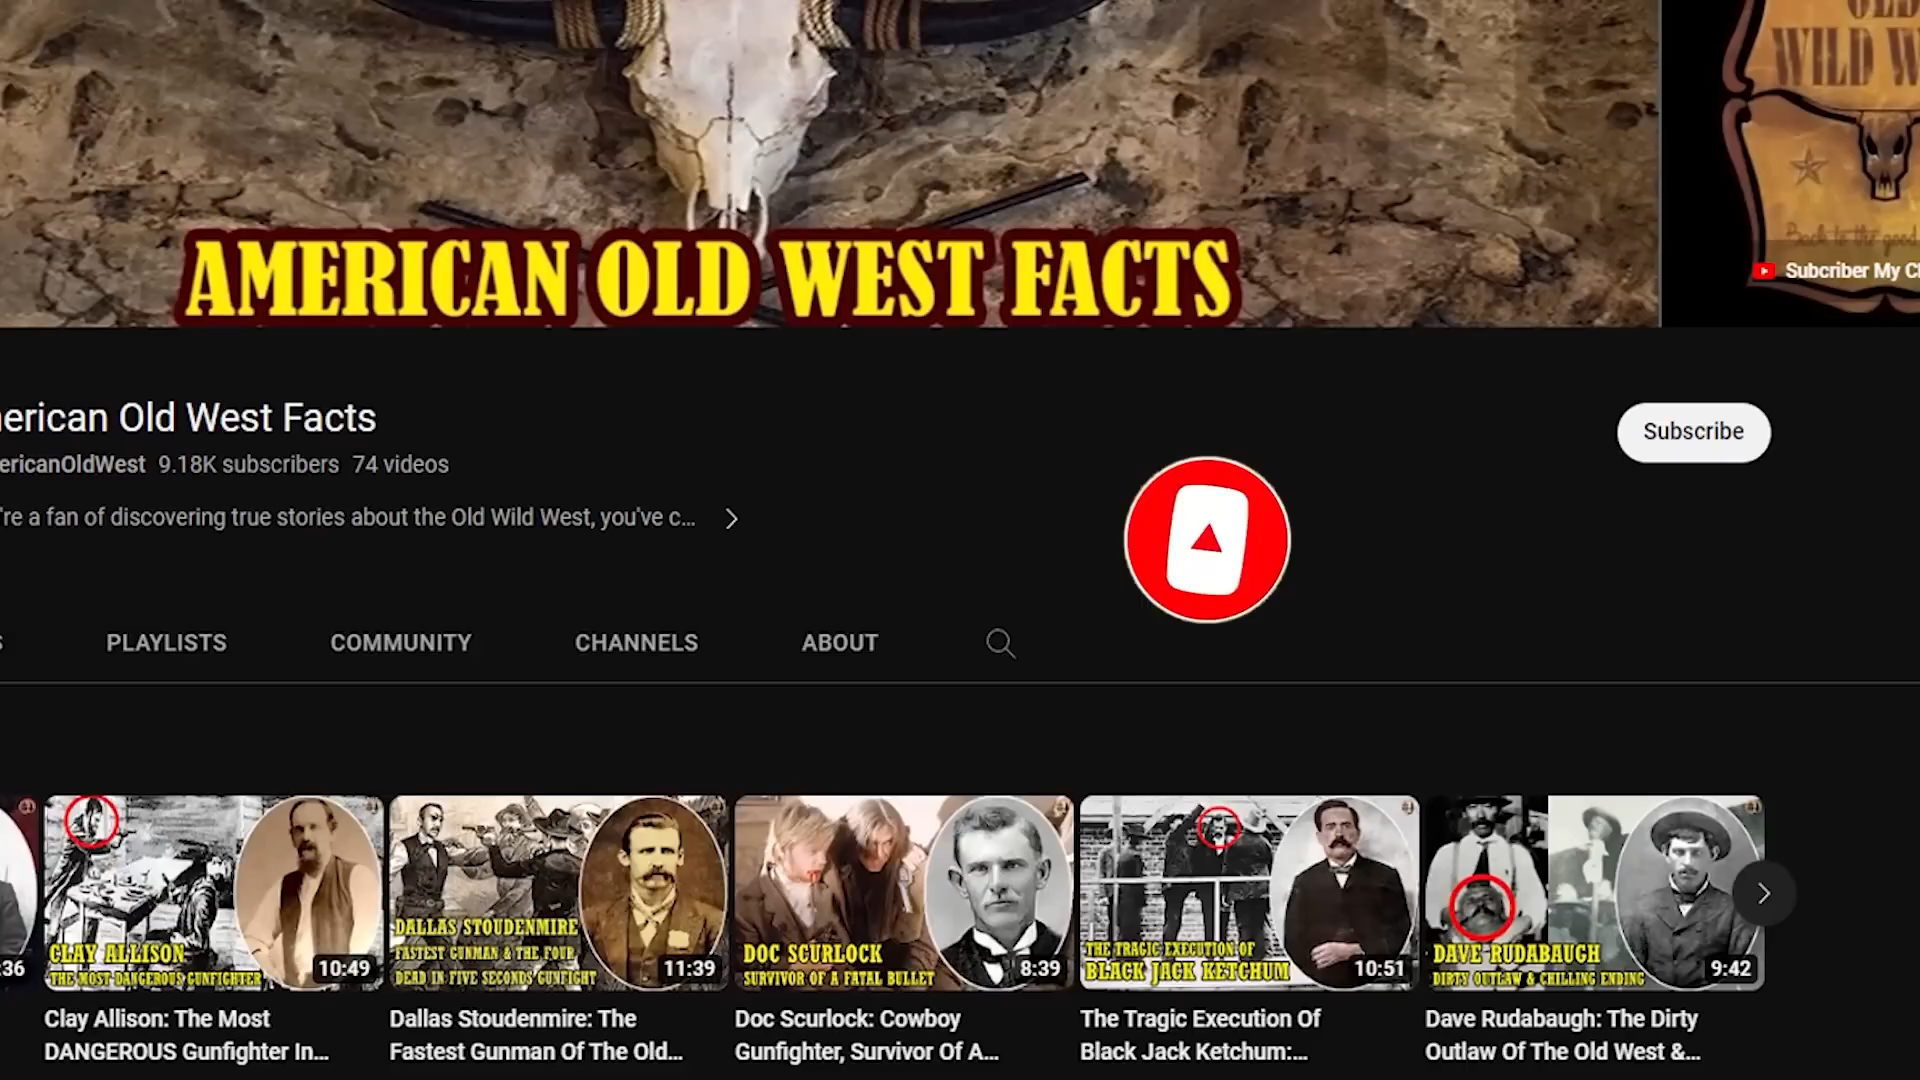 WILD W
AMERICAN OLD WEST FACTS
Subcriber My Cl
erican Old West Facts
ericanOldWest 9.18K subscribers 74 videos
're a fan of discovering true stories about the Old Wild West, you've c...
Subscribe
PLAYLISTS COMMUNITY CHANNELS ABOUT
:36
CLAY ALLISON
THE MOST DANGEROUS GUNFIGHTER
10:49
DALLAS STOUDENMIRE
FASTEST GUNMAN & THE FOUR
DEAD IN FIVE SECONDS GUNFIGHT
11:39
DOC SCURLOCK
SURVIVOR OF A FATAL BULLET
8:39
THE TRAGIC EXECUTION OF
BLACK JACK KETCHUM
10:51
DAVE RUDABAUGH
DIRTY OUTLAW & CHILLING ENDING
9:42
Clay Allison: The Most
DANGEROUS Gunfighter In...
Dallas Stoudenmire: The
Fastest Gunman Of The Old...
Doc Scurlock: Cowboy
Gunfighter, Survivor Of A...
The Tragic Execution Of
Black Jack Ketchum:...
Dave Rudabaugh: The Dirty
Outlaw Of The Old West &...